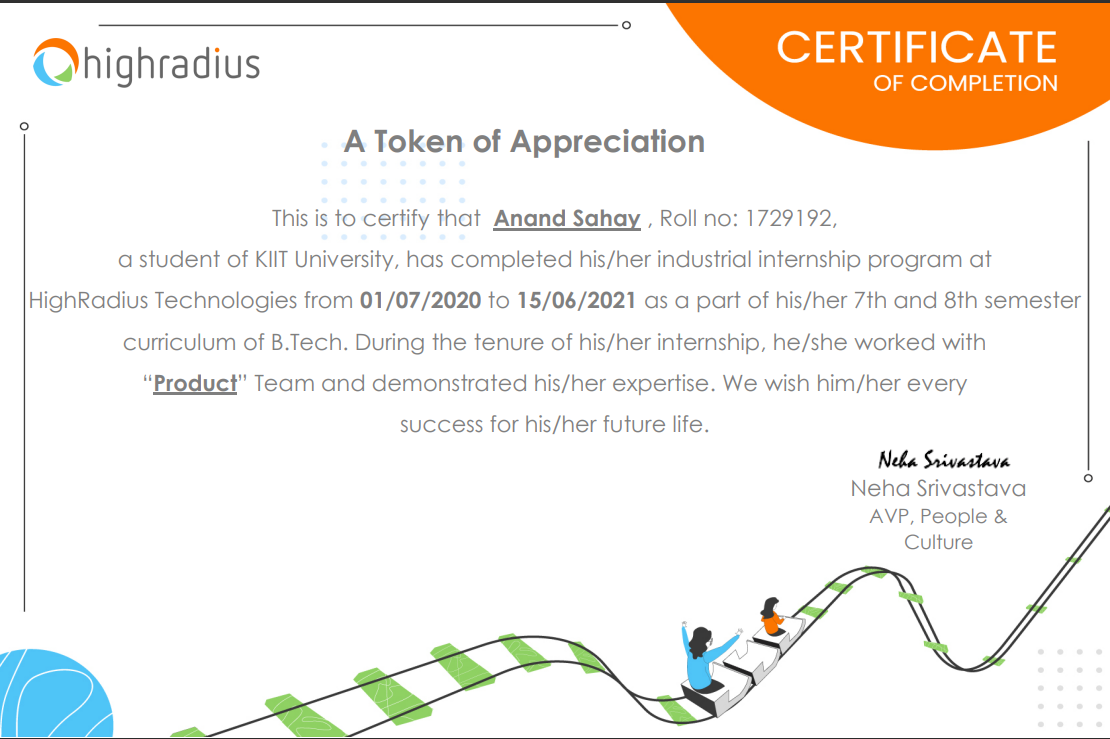 highradius
CERTIFICATE
OF COMPLETION
A Token of Appreciation
This is to certify that Anand Sahay , Roll no: 1729192,
a student of KIIT University, has completed his/her industrial internship program at
HighRadius Technologies from 01/07/2020 to 15/06/2021 as a part of his/her 7th and 8th semester
curriculum of B.Tech. During the tenure of his/her internship, he/she worked with
“Product” Team and demonstrated his/her expertise. We wish him/her every
success for his/her future life.
Neha Srivastava
Neha Srivastava
AVP, People &
Culture